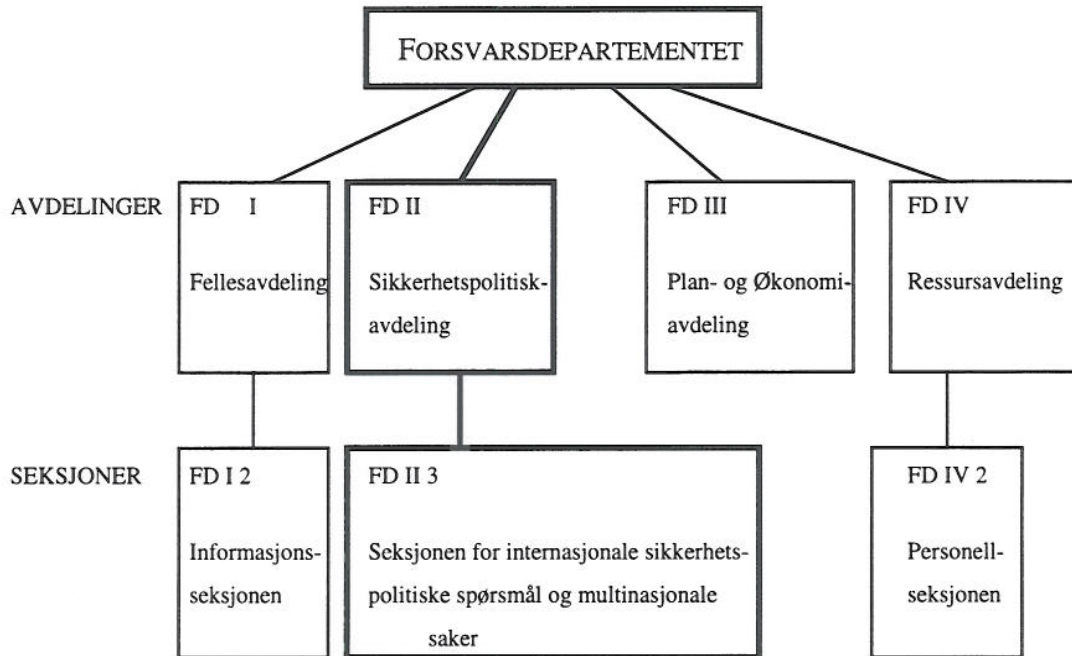 FORSVARSDEPARTEMENTET
AVDELINGER
FD I
Fellesavdeling
FD II
Sikkerhetspolitisk-
avdeling
FD III
Plan- og Økonomi-
avdeling
FD IV
Ressursavdeling
SEKSJONER
FD I 2
Informasjons-
seksjonen
FD II 3
Seksjonen for internasjonale sikkerhets-
politiske spørsmål og multinasjonale
saker
FD IV 2
Personell-
seksjonen